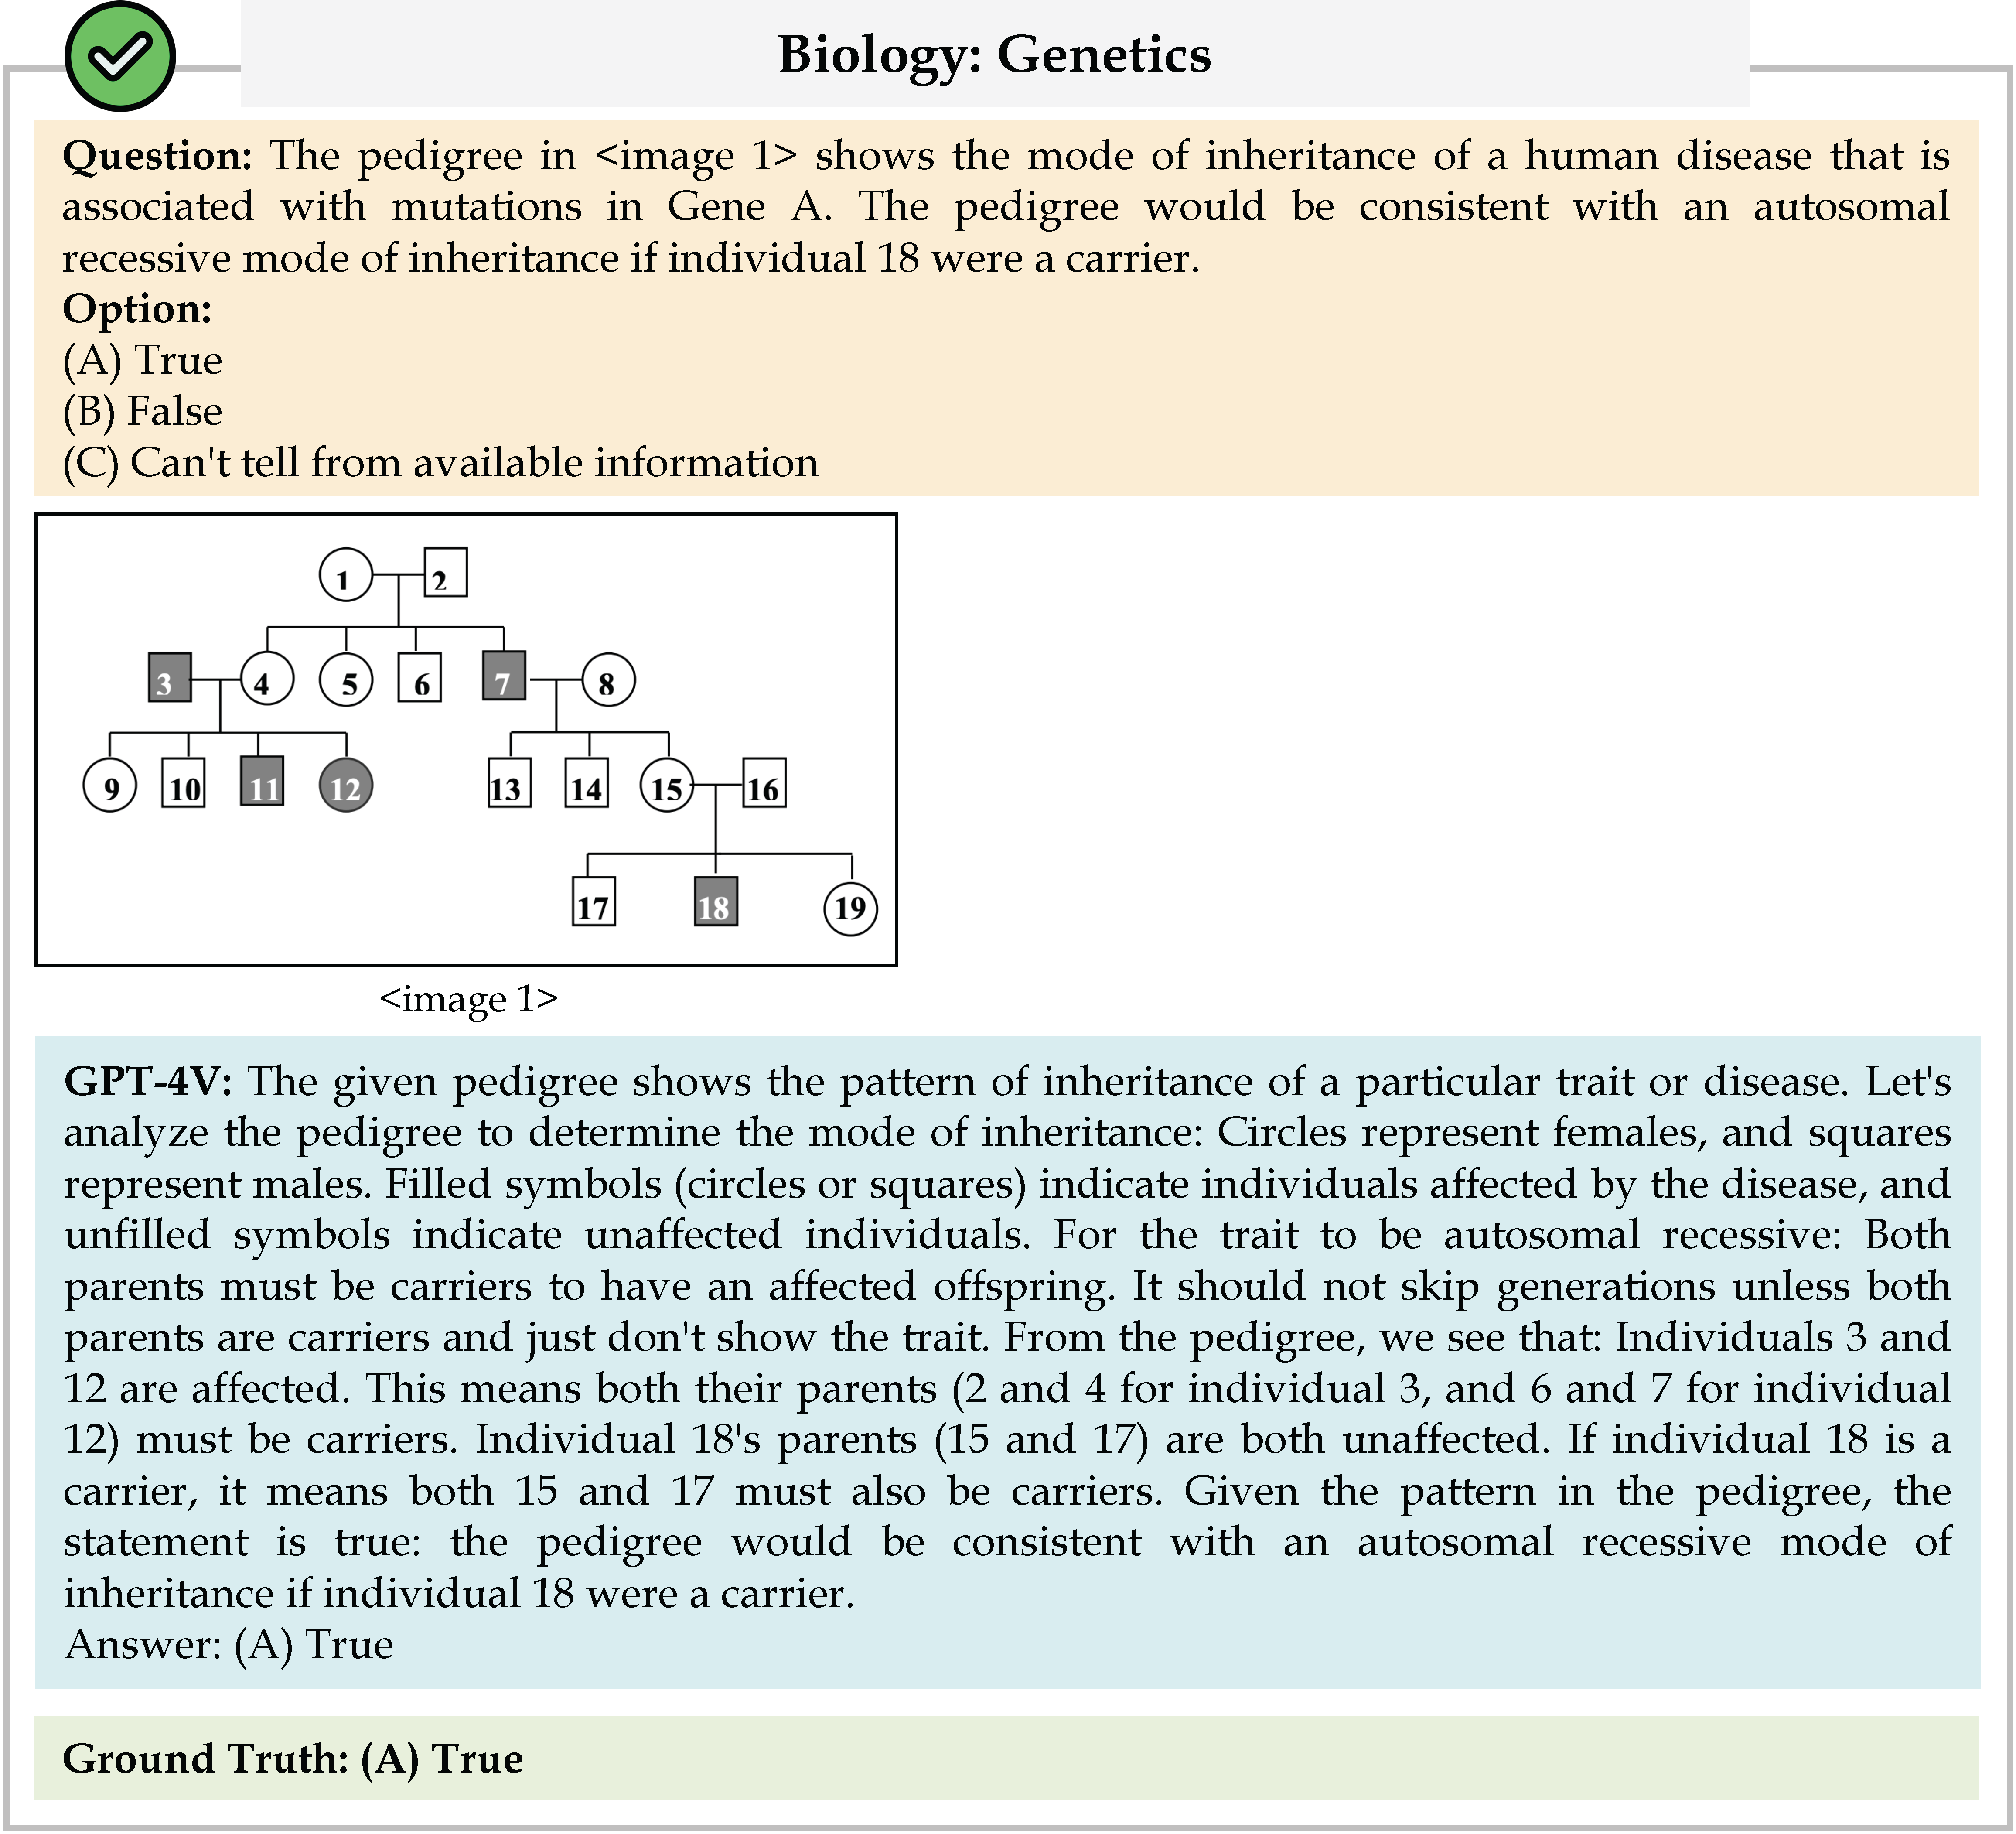 Biology: Genetics
Question: The pedigree in <image 1> shows the mode of inheritance of a human disease that is
associated with mutations in Gene A. The pedigree would be consistent with an autosomal
recessive mode of inheritance if individual 18 were a carrier.
Option:
(A) True
(B) False
(C) Can't tell from available information
1 2
3 4 5 6 7 8
9 10 11 12 13 14 15 16
17 18 19
<image 1>
GPT-4V: The given pedigree shows the pattern of inheritance of a particular trait or disease. Let's
analyze the pedigree to determine the mode of inheritance: Circles represent females, and squares
represent males. Filled symbols (circles or squares) indicate individuals affected by the disease, and
unfilled symbols indicate unaffected individuals. For the trait to be autosomal recessive: Both
parents must be carriers to have an affected offspring. It should not skip generations unless both
parents are carriers and just don't show the trait. From the pedigree, we see that: Individuals 3 and
12 are affected. This means both their parents (2 and 4 for individual 3, and 6 and 7 for individual
12) must be carriers. Individual 18's parents (15 and 17) are both unaffected. If individual 18 is a
carrier, it means both 15 and 17 must also be carriers. Given the pattern in the pedigree, the
statement is true: the pedigree would be consistent with an autosomal recessive mode of
inheritance if individual 18 were a carrier.
Answer: (A) True
Ground Truth: (A) True